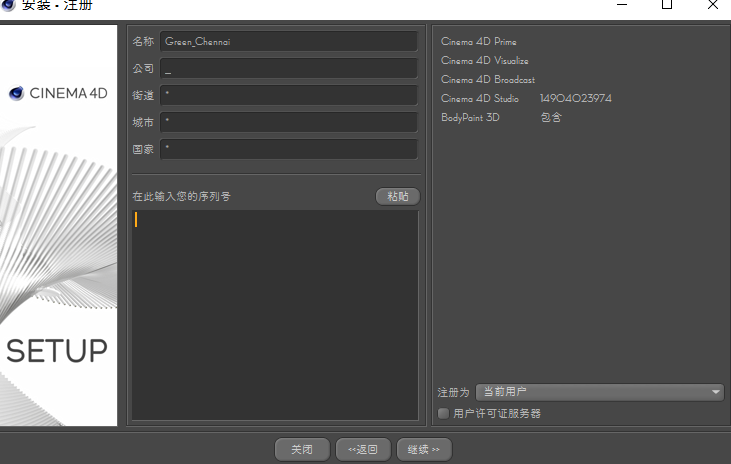 安装 - 注册
CINEMA 4D
SETUP
名称 Green_Chennai
公司 _
街道 *
城市 *
国家 *
在此输入您的序列号 粘贴
Cinema 4D Prime
Cinema 4D Visualize
Cinema 4D Broadcast
Cinema 4D Studio 14904023974
BodyPaint 3D 包含
注册为 当前用户
用户许可证服务器
关闭 <<返回 继续 >>